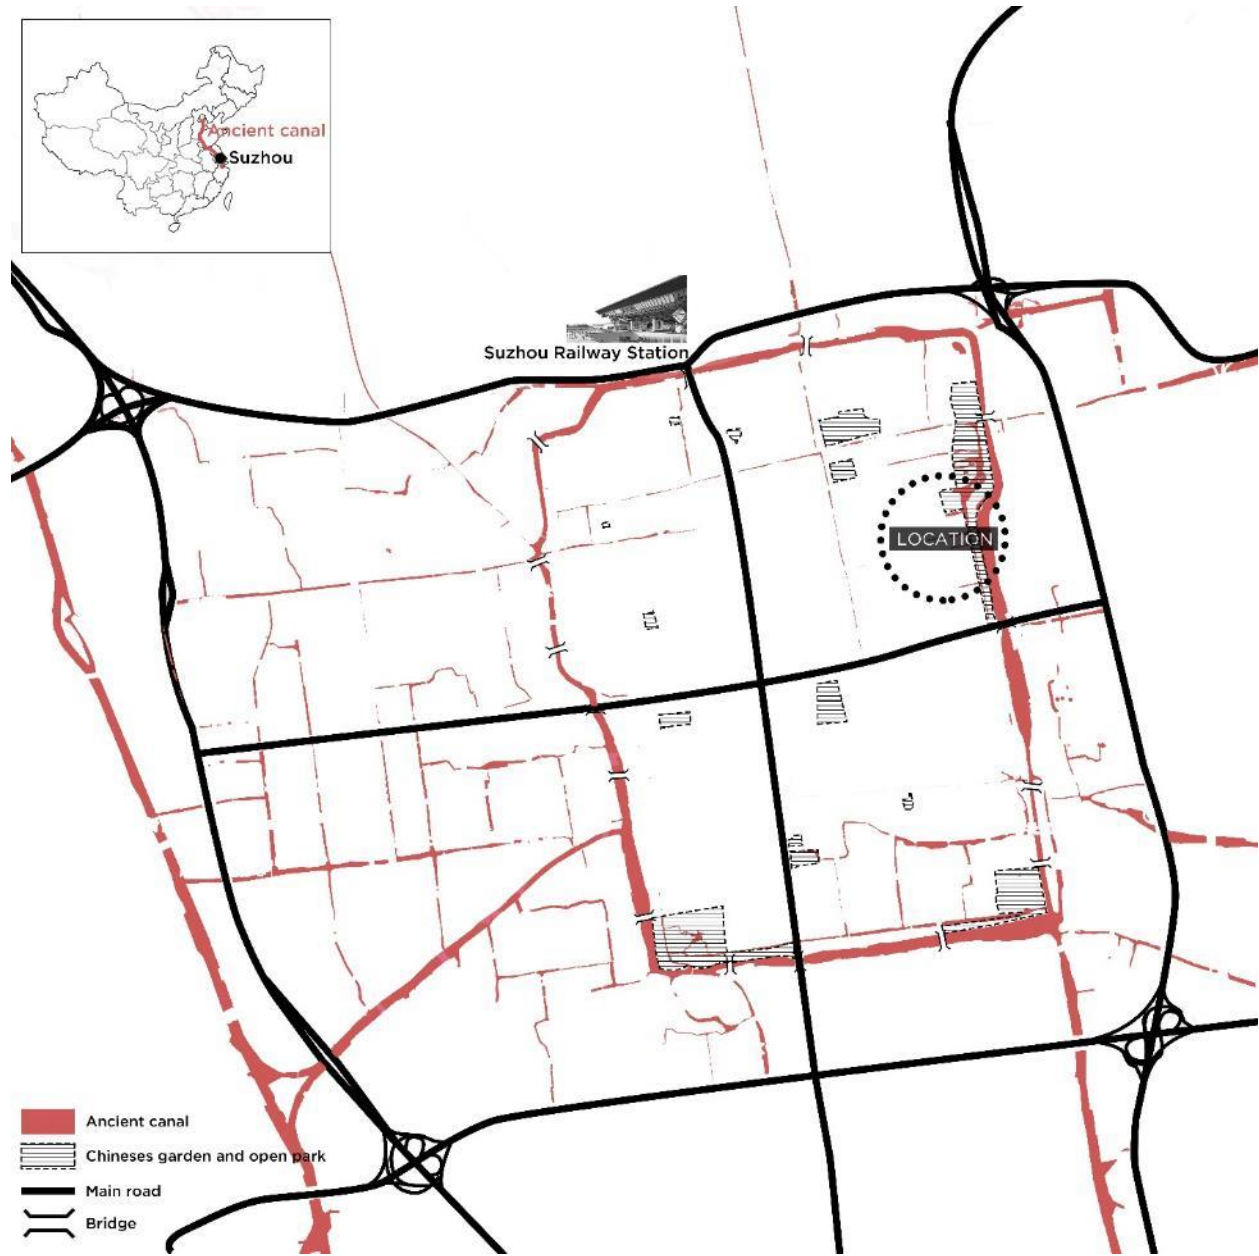 Ancient canal
Suzhou
Suzhou Railway Station
LOCATION
Ancient canal
Chineses garden and open park
Main road
Bridge